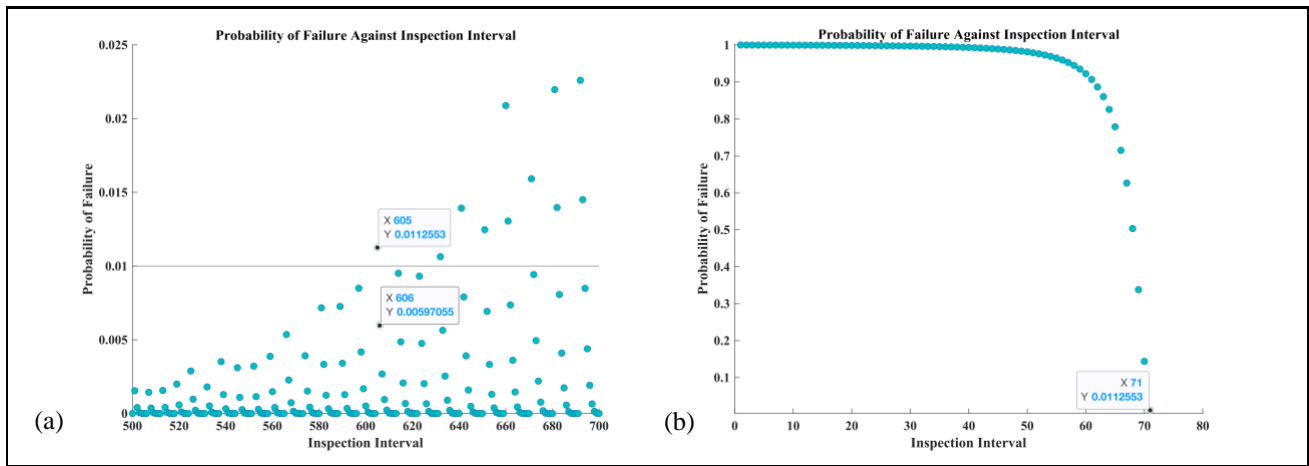 Probability of Failure Against Inspection Interval
0.025
0.02
0.015
0.01
0.005
0
Probability of Failure
X 605
Y 0.0112553
X 606
Y 0.00597055
500 520 540 560 580 600 620 640 660 680 700
Inspection Interval
(a)
Probability of Failure Against Inspection Interval
1
0.9
0.8
0.7
0.6
0.5
0.4
0.3
0.2
0.1
Probability of Failure
X 71
Y 0.0112553
0 10 20 30 40 50 60 70 80
Inspection Interval
(b)